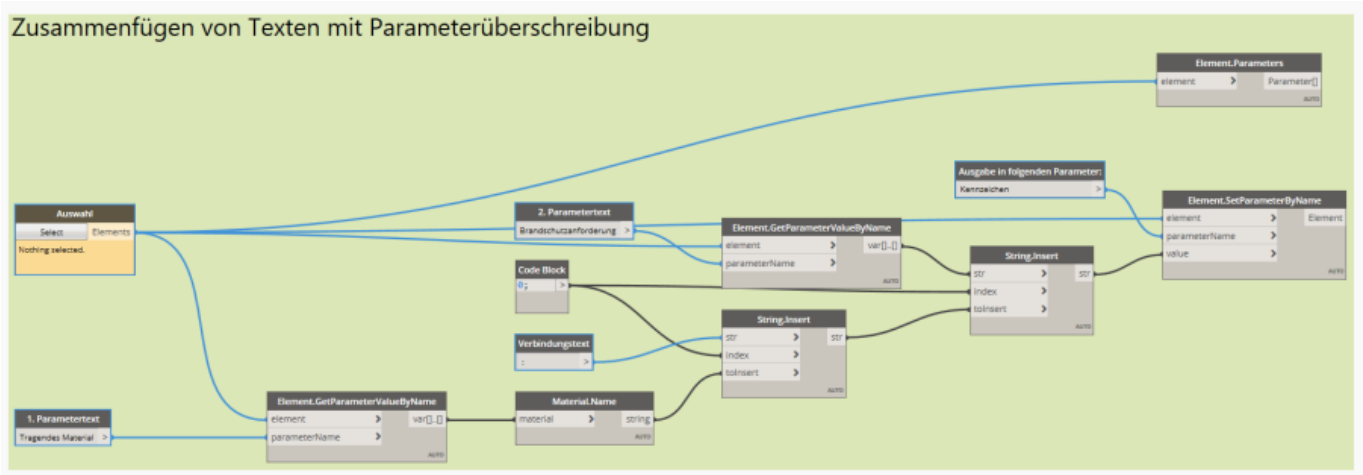 Zusammenfügen von Texten mit Parameterüberschreibung
Element.Parameters
element > Parameter[]
AUTO
Ausgabe in folgenden Parameter:
Kennzeichen >
Auswahl
Select Elements
Nothing selected.
2. Parametertext
Brandschutzanforderung >
Element.GetParameterValueByName
element > var[]..[]
parameterName >
AUTO
Element.SetParameterByName
element > Element
parameterName >
value >
AUTO
Code Block
0; >
String.Insert
str > str
index >
toInsert >
AUTO
String.Insert
str > str
index >
toInsert >
AUTO
Verbindungstext
: >
1. Parametertext
Tragendes Material >
Element.GetParameterValueByName
element > var[]..[]
parameterName >
AUTO
Material.Name
material > string
AUTO